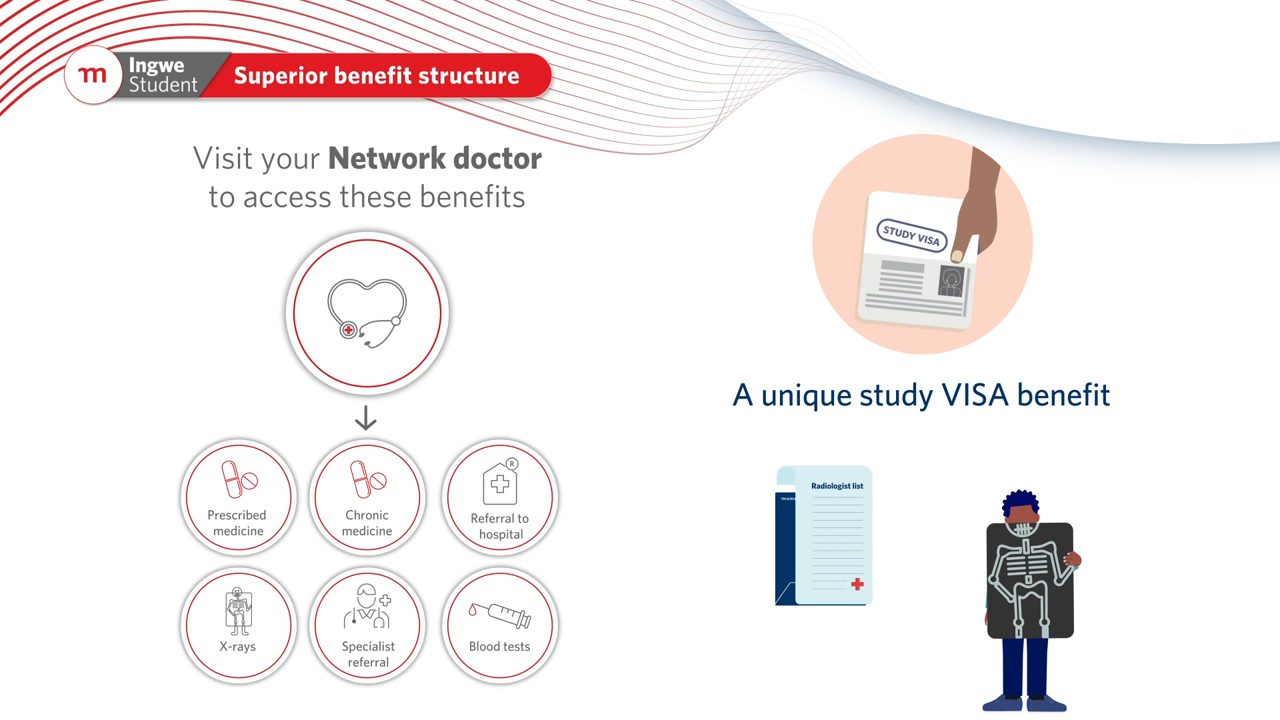 m
Ingwe
Student
Superior benefit structure
Visit your Network doctor
to access these benefits
Prescribed
medicine
Chronic
medicine
R
Referral to
hospital
X-rays
Specialist
referral
Blood tests
STUDY VISA
A unique study VISA benefit
Radiologist list